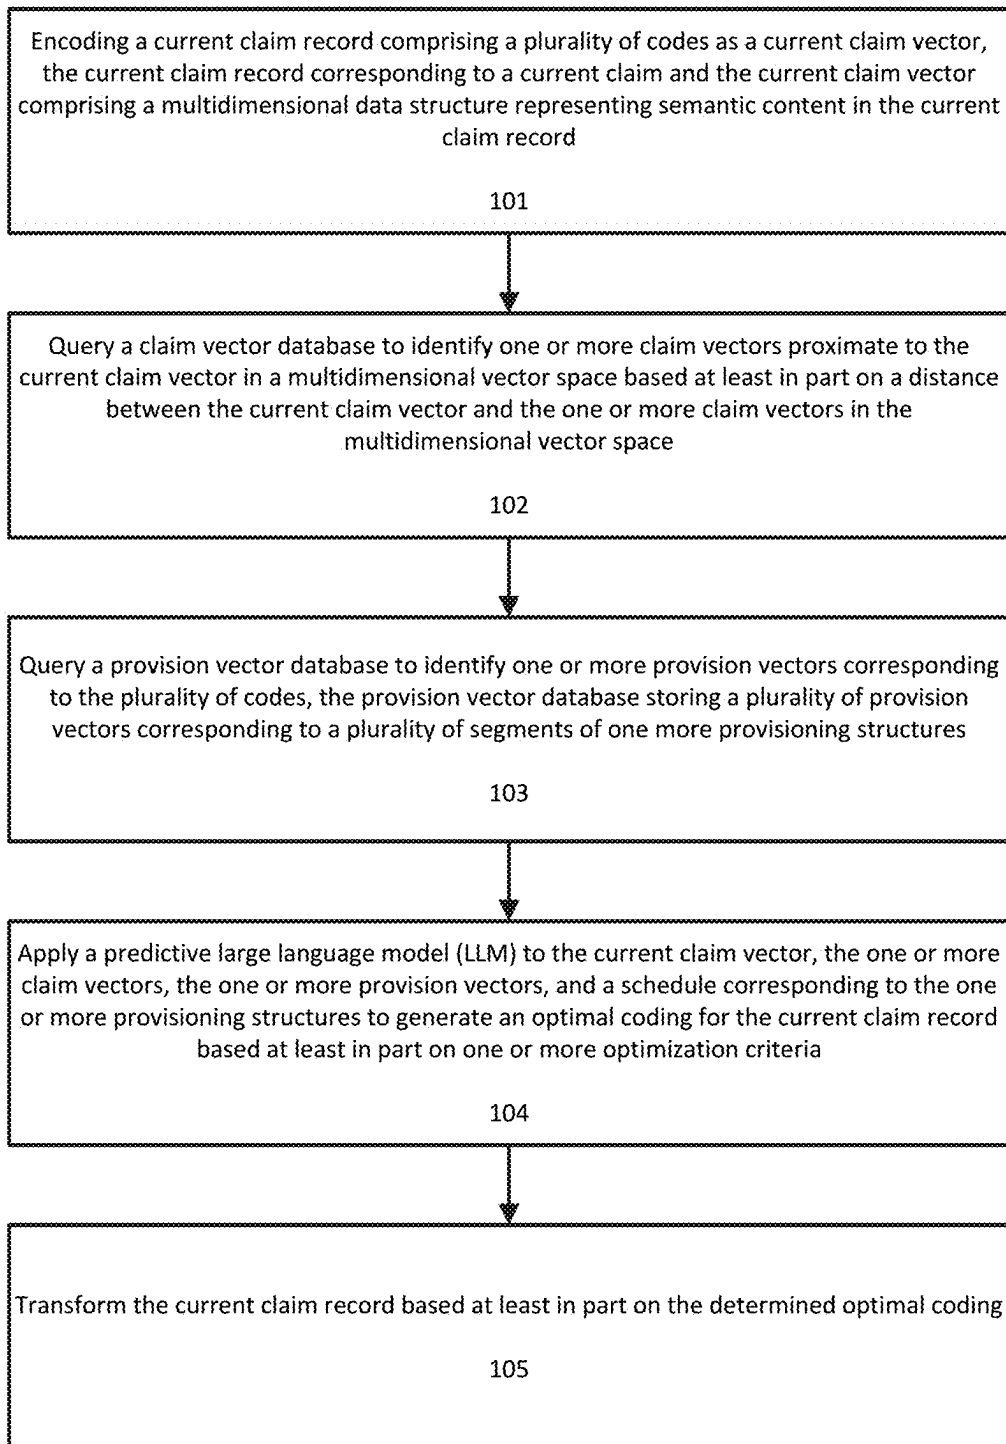 Encoding a current claim record comprising a plurality of codes as a current claim vector,
the current claim record corresponding to a current claim and the current claim vector
comprising a multidimensional data structure representing semantic content in the current
claim record
101
Query a claim vector database to identify one or more claim vectors proximate to the
current claim vector in a multidimensional vector space based at least in part on a distance
between the current claim vector and the one or more claim vectors in the
multidimensional vector space
102
Query a provision vector database to identify one or more provision vectors corresponding
to the plurality of codes, the provision vector database storing a plurality of provision
vectors corresponding to a plurality of segments of one more provisioning structures
103
Apply a predictive large language model (LLM) to the current claim vector, the one or more
claim vectors, the one or more provision vectors, and a schedule corresponding to the one
or more provisioning structures to generate an optimal coding for the current claim record
based at least in part on one or more optimization criteria
104
Transform the current claim record based at least in part on the determined optimal coding
105